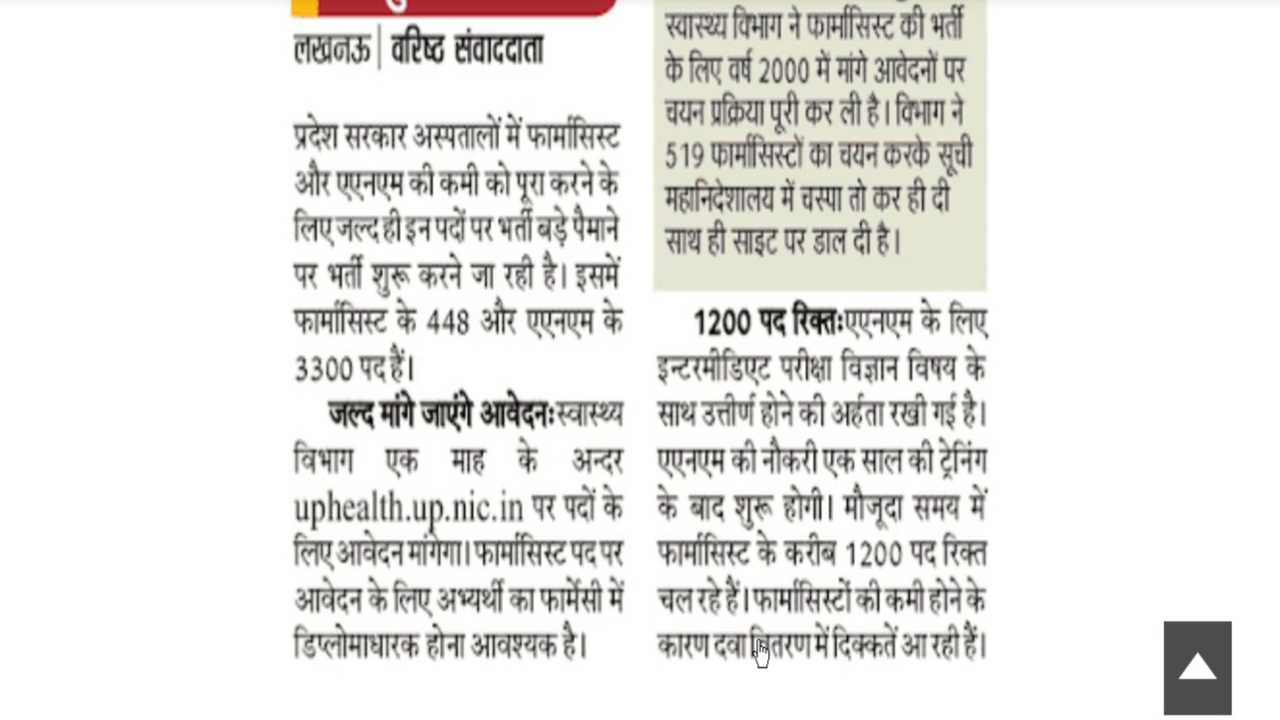 लखनऊ | वरिष्ठ संवाददाता
प्रदेश सरकार अस्पतालों में फार्मासिस्ट
और एएनएम की कमी को पूरा करने के
लिए जल्द ही इन पदों पर भर्ती बड़े पैमाने
पर भर्ती शुरू करने जा रही है। इसमें
फार्मासिस्ट के 448 और एएनएम के
3300 पद हैं।
जल्द मांगे जाएंगे आवेदन:स्वास्थ्य
विभाग एक माह के अन्दर
uphealth.up.nic.in पर पदों के
लिए आवेदन मांगेगा। फार्मासिस्ट पद पर
आवेदन के लिए अभ्यर्थी का फार्मेसी में
डिप्लोमाधारक होना आवश्यक है।
स्वास्थ्य विभाग ने फार्मासिस्ट की भर्ती
के लिए वर्ष 2000 में मांगे आवेदनों पर
चयन प्रक्रिया पूरी कर ली है। विभाग ने
519 फार्मासिस्टों का चयन करके सूची
महानिदेशालय में चस्पा तो कर ही दी
साथ ही साइट पर डाल दी है।
1200 पद रिक्त:एएनएम के लिए
इन्टरमीडिएट परीक्षा विज्ञान विषय के
साथ उत्तीर्ण होने की अर्हता रखी गई है।
एएनएम की नौकरी एक साल की ट्रेनिंग
के बाद शुरू होगी। मौजूदा समय में
फार्मासिस्ट के करीब 1200 पद रिक्त
चल रहे हैं। फार्मासिस्टों की कमी होने के
कारण दवा वितरण में दिक्कतें आ रही हैं।